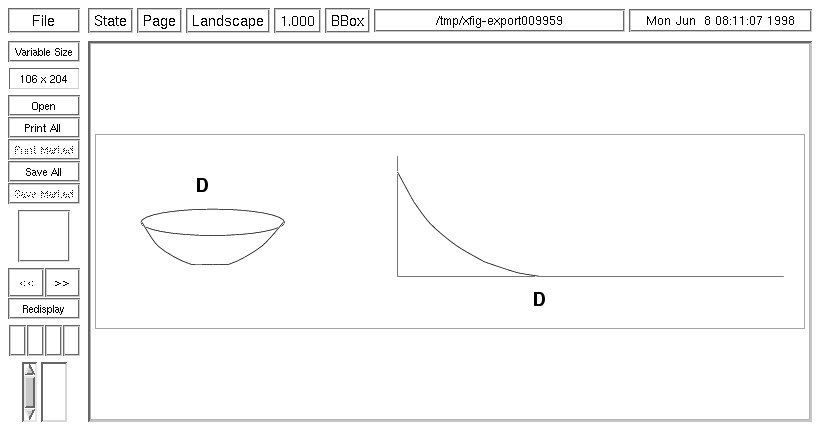 File State Page Landscape 1.000 BBox /tmp/xfig-export009959 Mon Jun 8 08:11:07 1998
Variable Size
106 x 204
Open
Print All
Print Marked
Save All
Save Marked
<< >>
Redisplay
D
D